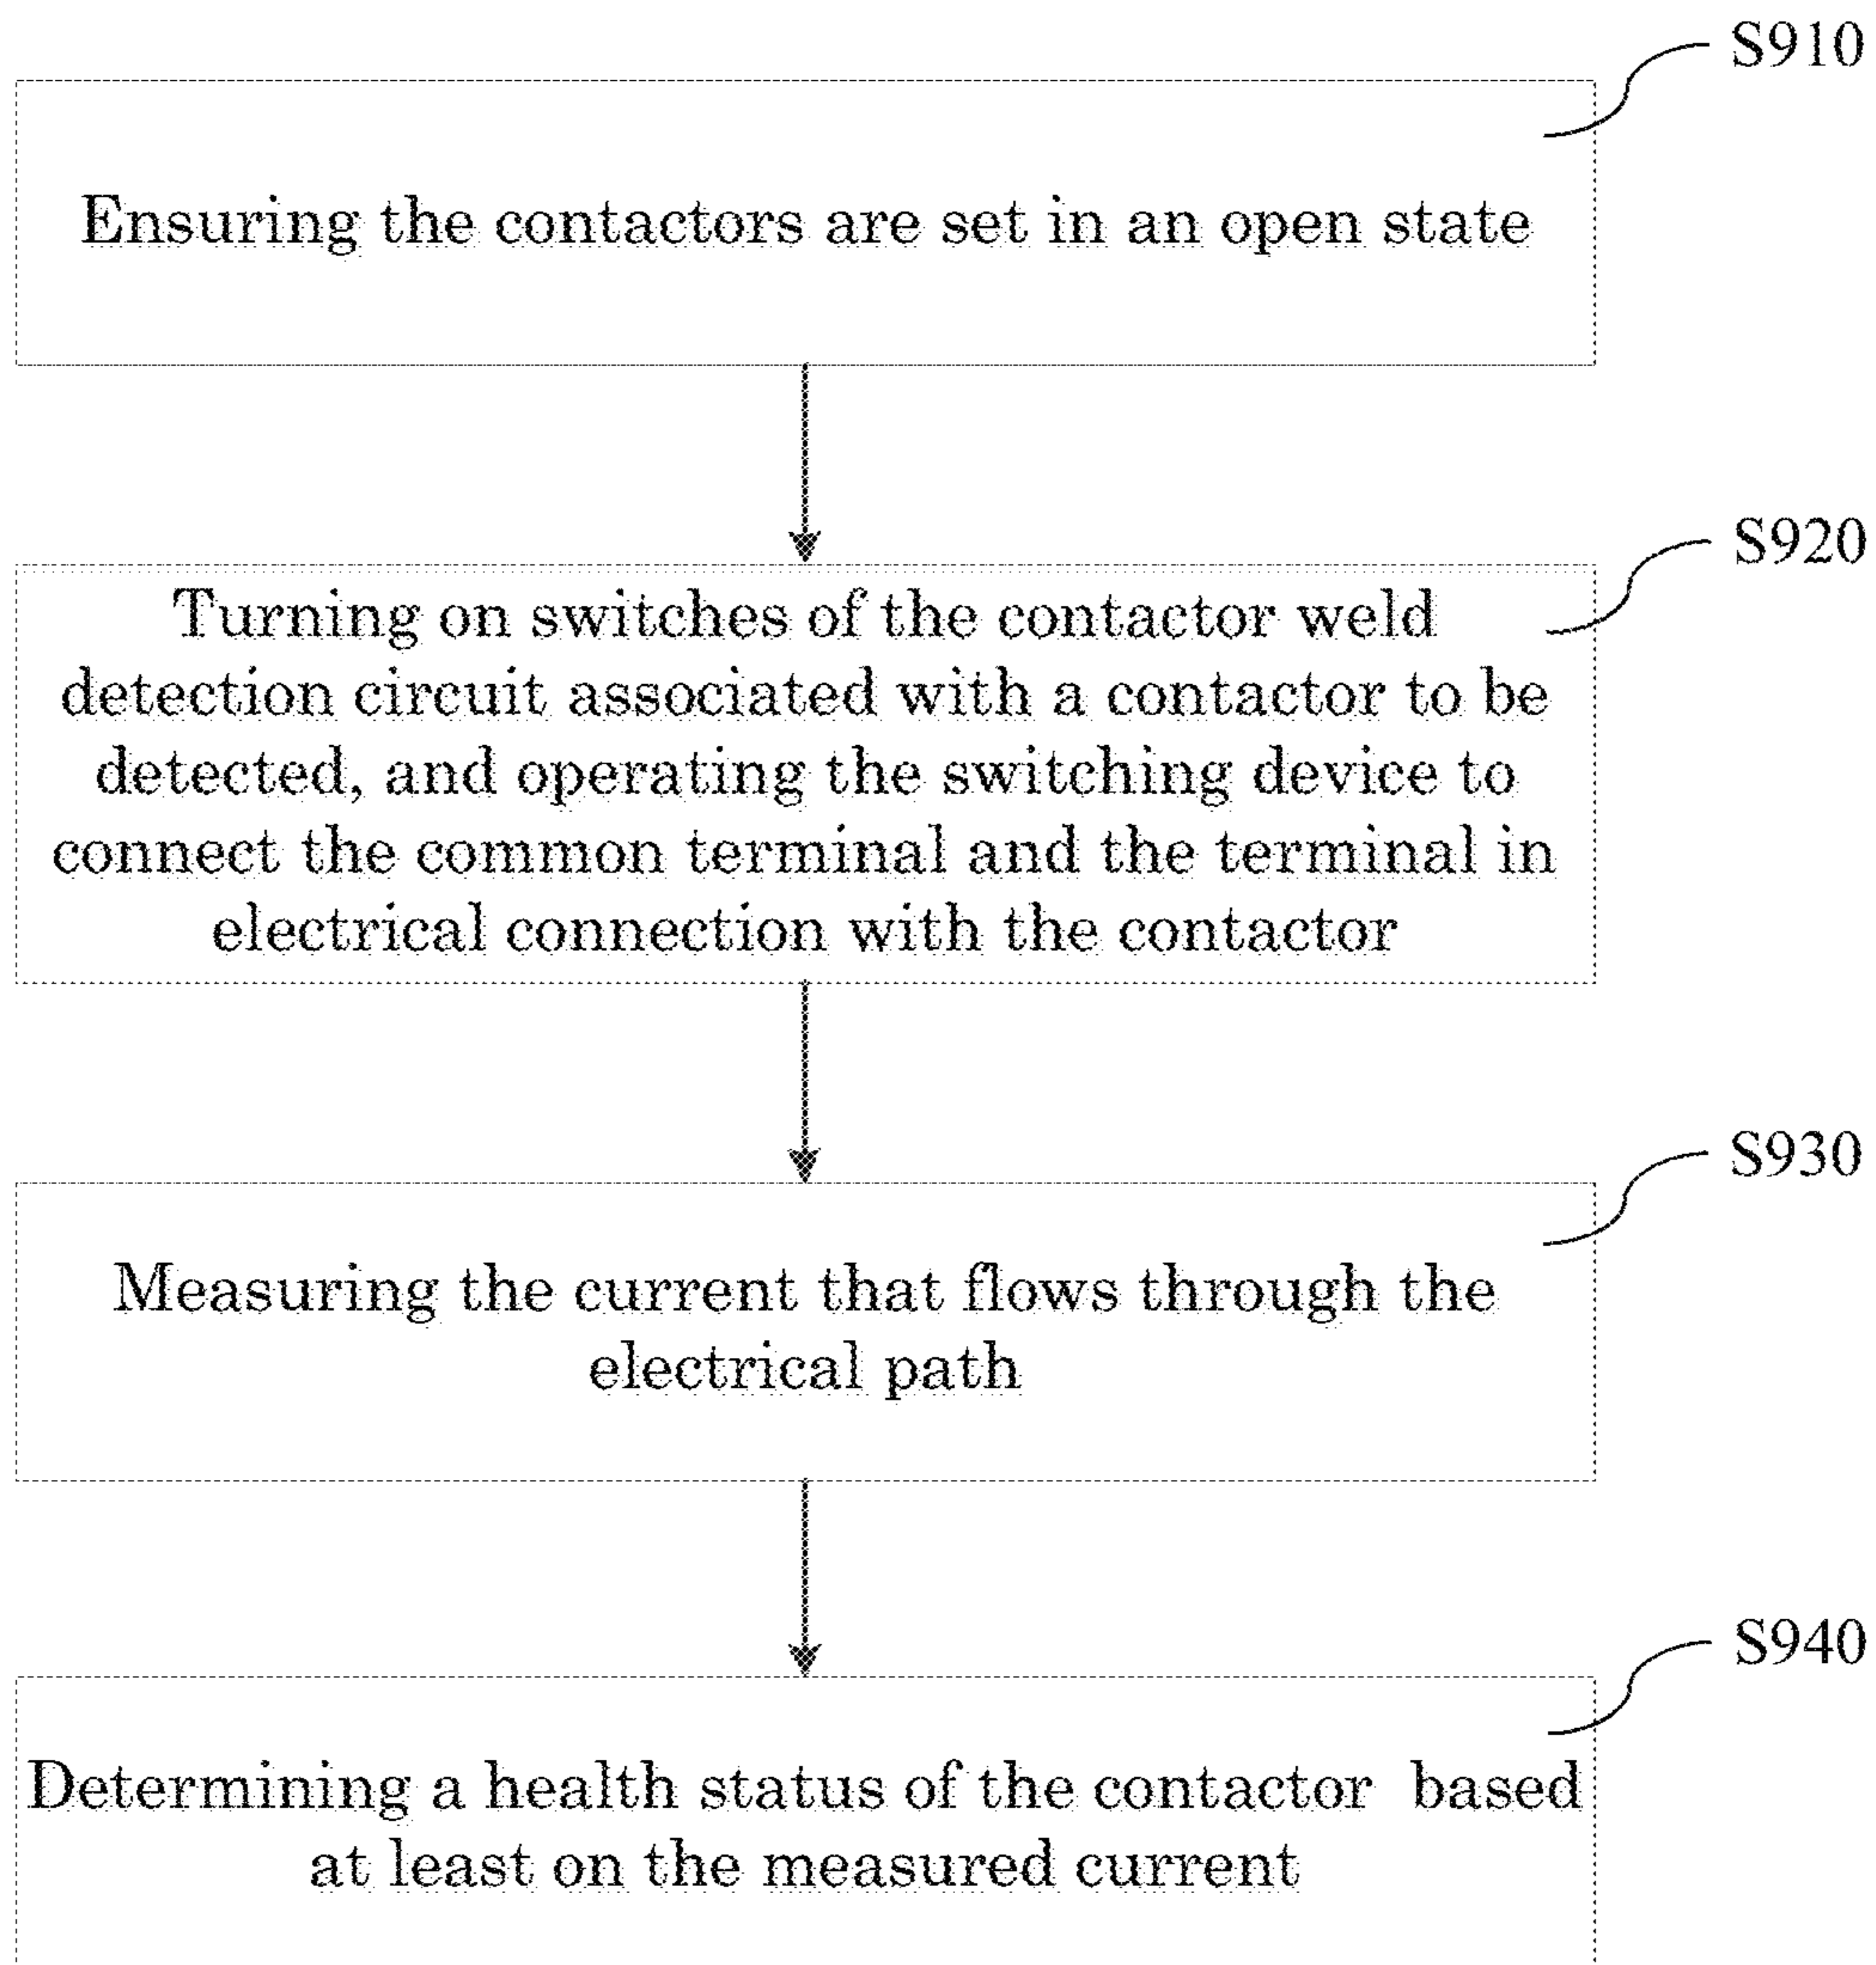 S910
Ensuring the contactors are set in an open state
S920
Turning on switches of the contactor weld
detection circuit associated with a contactor to be
detected, and operating the switching device to
connect the common terminal and the terminal in
electrical connection with the contactor
S930
Measuring the current that flows through the
electrical path
S940
Determining a health status of the contactor based
at least on the measured current